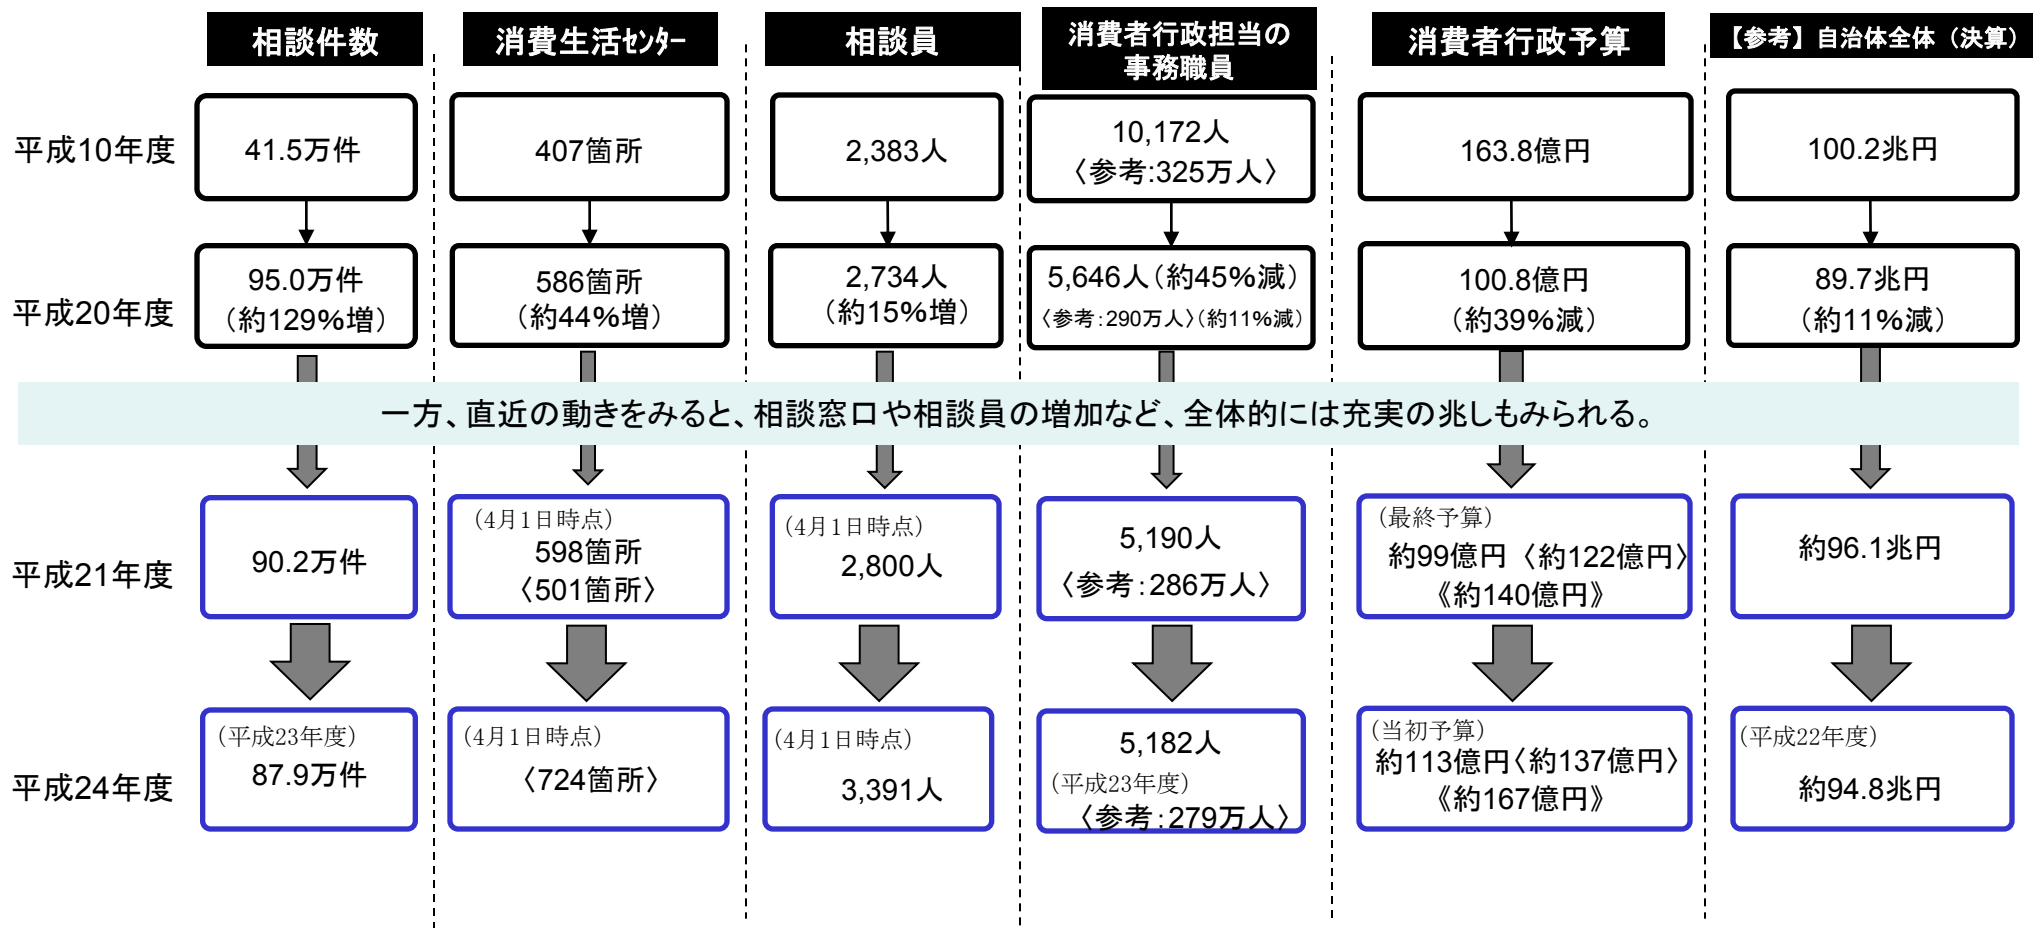 相談件数
消費生活ｾﾝﾀｰ
相談員
消費者行政担当の
事務職員
消費者行政予算
【参考】自治体全体（決算）
平成10年度
41.5万件
407箇所
2,383人
10,172人
〈参考:325万人〉
163.8億円
100.2兆円
平成20年度
95.0万件
（約129%増）
586箇所
（約44%増）
2,734人
（約15%増）
5,646人（約45%減）
〈参考：290万人〉（約11%減）
100.8億円
（約39%減）
89.7兆円
（約11%減）
一方、直近の動きをみると、相談窓口や相談員の増加など、全体的には充実の兆しもみられる。
平成21年度
90.2万件
（4月1日時点）
598箇所
〈501箇所〉
（4月1日時点）
2,800人
5,190人
〈参考：286万人〉
（最終予算）
約99億円 〈約122億円〉
《約140億円》
約96.1兆円
平成24年度
（平成23年度）
87.9万件
（4月1日時点）
〈724箇所〉
（4月1日時点）
3,391人
5,182人
（平成23年度）
〈参考：279万人〉
（当初予算）
約113億円〈約137億円〉
《約167億円》
（平成22年度）
約94.8兆円